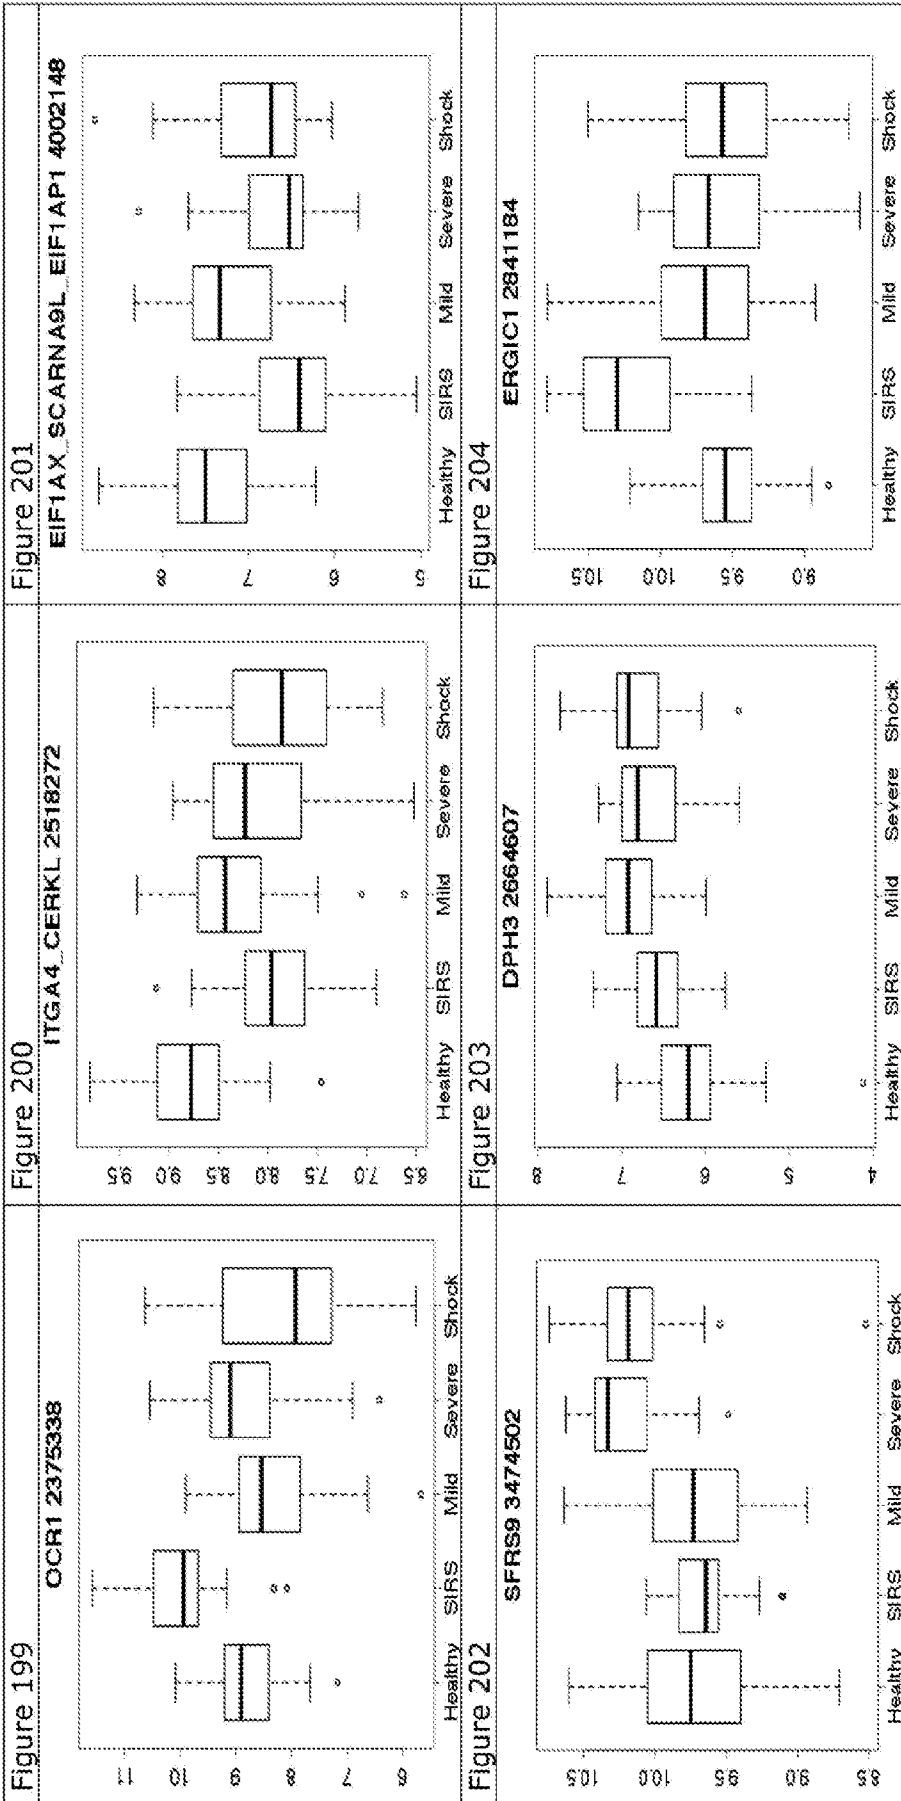 Figure 199
OCR1 2375338
11
10
9
8
7
6
Healthy
SIRS
Mild
Severe
Shock
Figure 200
ITGA4_CERKL 2518272
9.5
9.0
8.5
8.0
7.5
7.0
6.5
Healthy
SIRS
Mild
Severe
Shock
Figure 201
EIF1AX_SCARNA9L_EIF1AP1 4002148
8
7
6
5
Healthy
SIRS
Mild
Severe
Shock
Figure 202
SFRS9 3474502
10.5
10.0
9.5
9.0
8.5
Healthy
SIRS
Mild
Severe
Shock
Figure 203
DPH3 2664607
8
7
6
5
4
Healthy
SIRS
Mild
Severe
Shock
Figure 204
ERGIC1 2841184
10.5
10.0
9.5
9.0
Healthy
SIRS
Mild
Severe
Shock